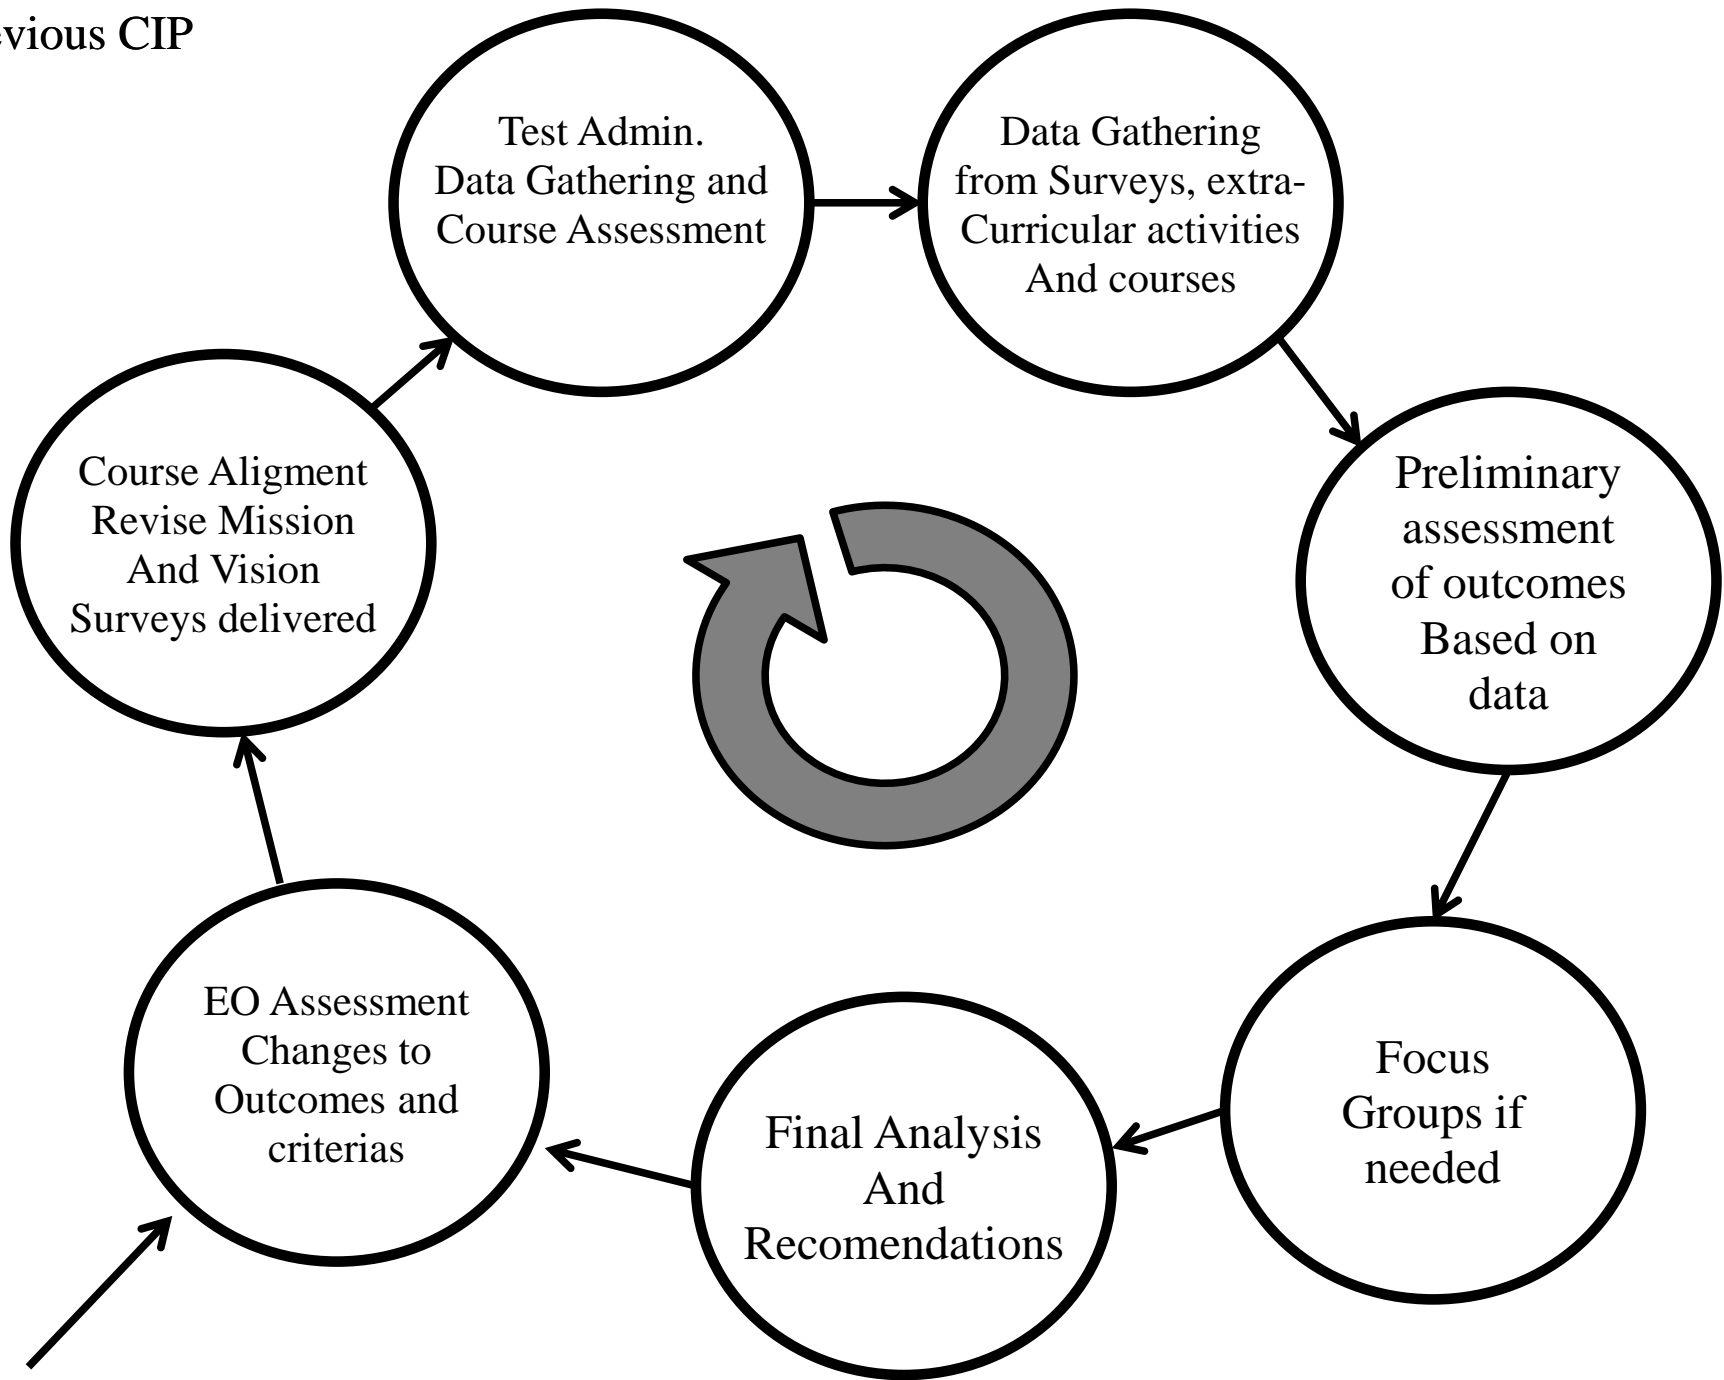 evious CIP
Test Admin.
Data Gathering and
Course Assessment
Data Gathering
from Surveys, extra-
Curricular activities
And courses
Course Aligment
Revise Mission
And Vision
Surveys delivered
Preliminary
assessment
of outcomes
Based on
data
EO Assessment
Changes to
Outcomes and
criterias
Final Analysis
And
Recomendations
Focus
Groups if
needed